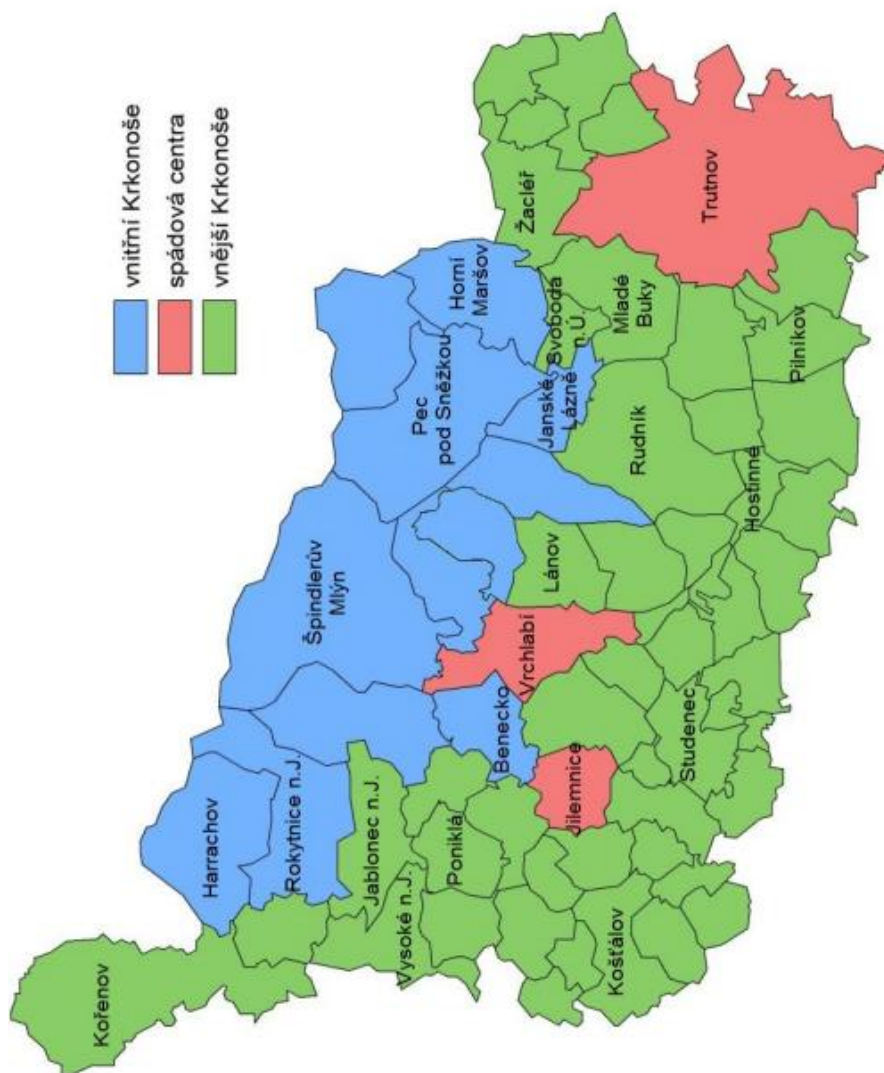 vnitřní Krkonoše
spádová centra
vnější Krkonoše
Kořenov
Harrachov
Rokytnice n.J.
Jablonec n.J.
Vysoké n.J.
Poniklá
Špindlerův
Mlýn
Pec
pod Sněžkou
Horní
Maršov
Žacléř
Benecko
Vrchlabí
Lánov
Janské
Lázně
Svoboda
n.Ú.
Mladé
Buky
Trutnov
Jilemnice
Rudník
Košťálov
Studenec
Hostinné
Pilníkov